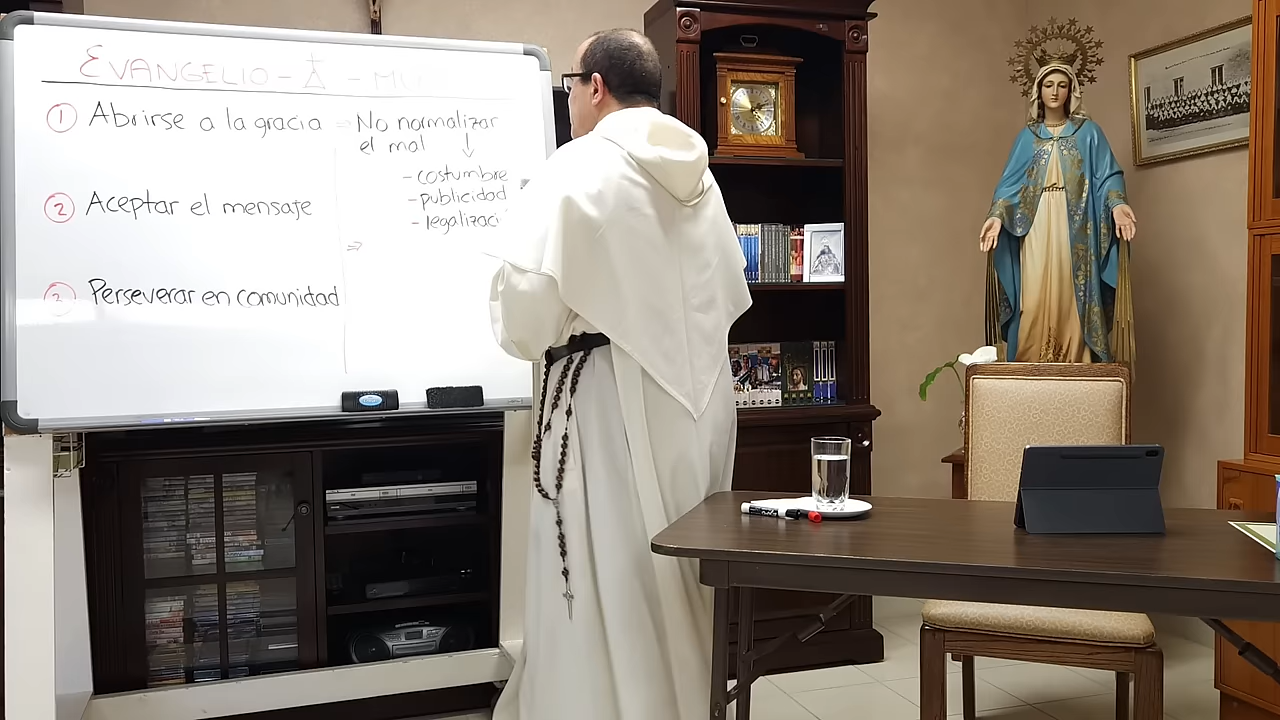 EVANGELIO -
① Abrirse a la gracia ⇒ No normalizar
el mal
- costumbre
- publicidad
- legalizaci
② Aceptar el mensaje
⇒
③ Perseverar en comunidad